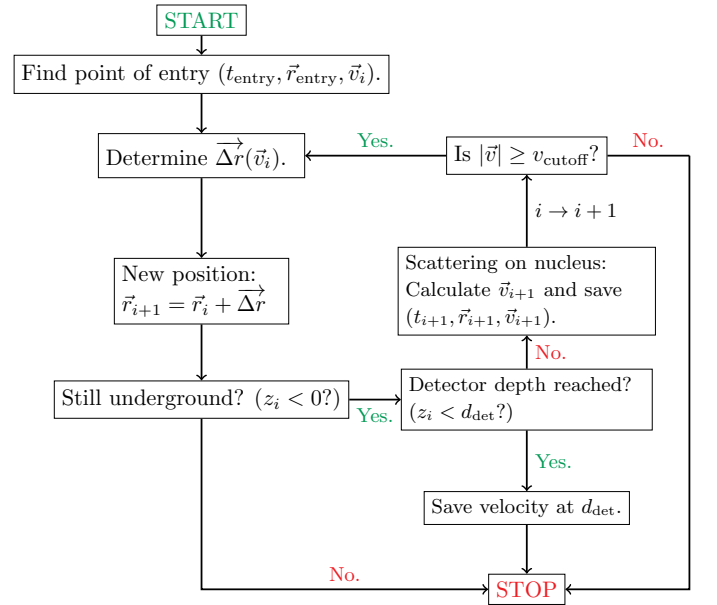 START
Find point of entry (t_entry, r⃗_entry, v⃗_i).
Determine Δr⃗(v⃗_i).
Yes.
Is |v⃗| ≥ v_cutoff?
No.
i → i + 1
New position:
r⃗_{i+1} = r⃗_i + Δr⃗
Scattering on nucleus:
Calculate v⃗_{i+1} and save
(t_{i+1}, r⃗_{i+1}, v⃗_{i+1}).
No.
Still underground? (z_i < 0?)
Yes.
Detector depth reached?
(z_i < d_det?)
Yes.
Save velocity at d_det.
No.
STOP